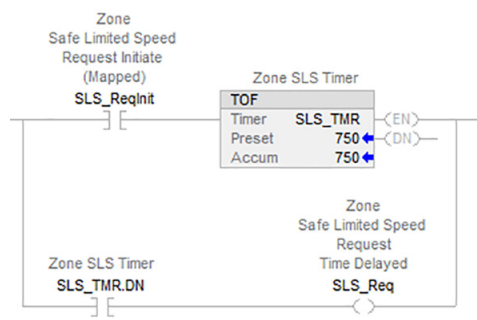 Zone
Safe Limited Speed
Request Initiate
(Mapped)
SLS_ReqInit
Zone SLS Timer
TOF
Timer SLS_TMR
Preset 750
Accum 750
EN
DN
Zone
Safe Limited Speed
Request
Time Delayed
SLS_Req
Zone SLS Timer
SLS_TMR.DN